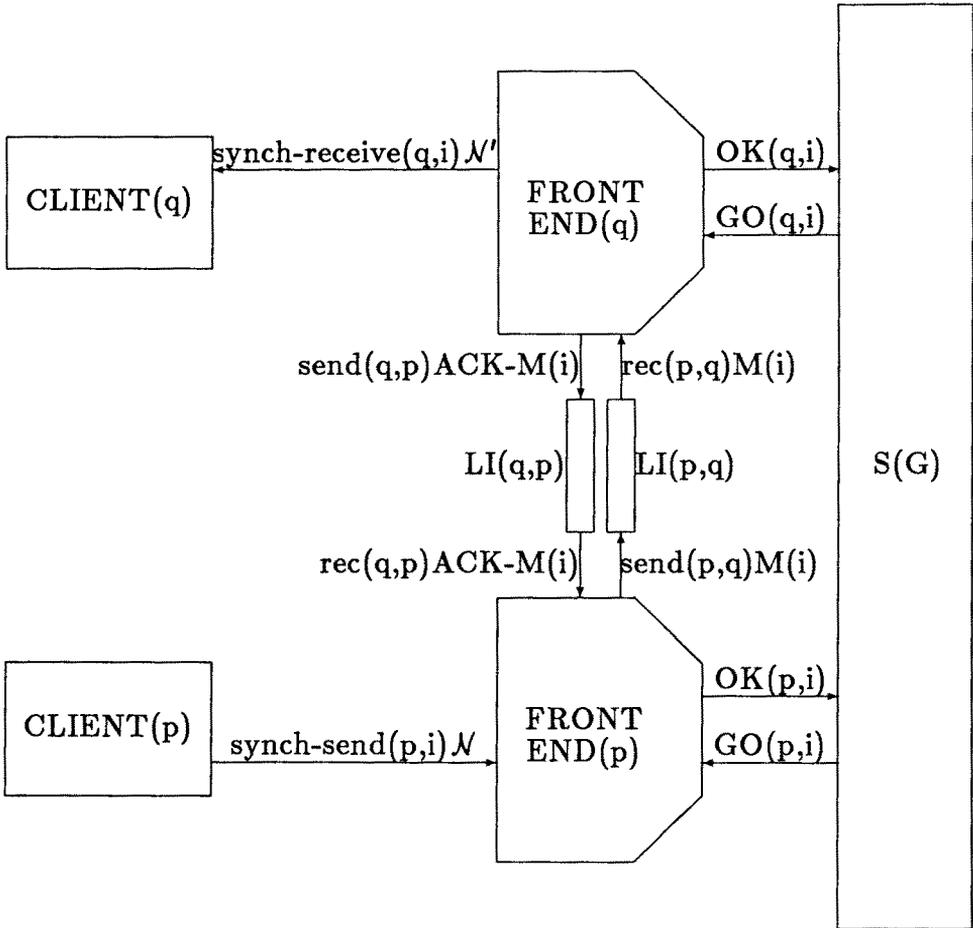 synch-receive(q,i)𝒩′
OK(q,i)
CLIENT(q)
FRONT
END(q)
GO(q,i)
send(q,p)ACK-M(i)
rec(p,q)M(i)
LI(q,p)
LI(p,q)
S(G)
rec(q,p)ACK-M(i)
send(p,q)M(i)
OK(p,i)
CLIENT(p)
FRONT
END(p)
synch-send(p,i)𝒩
GO(p,i)